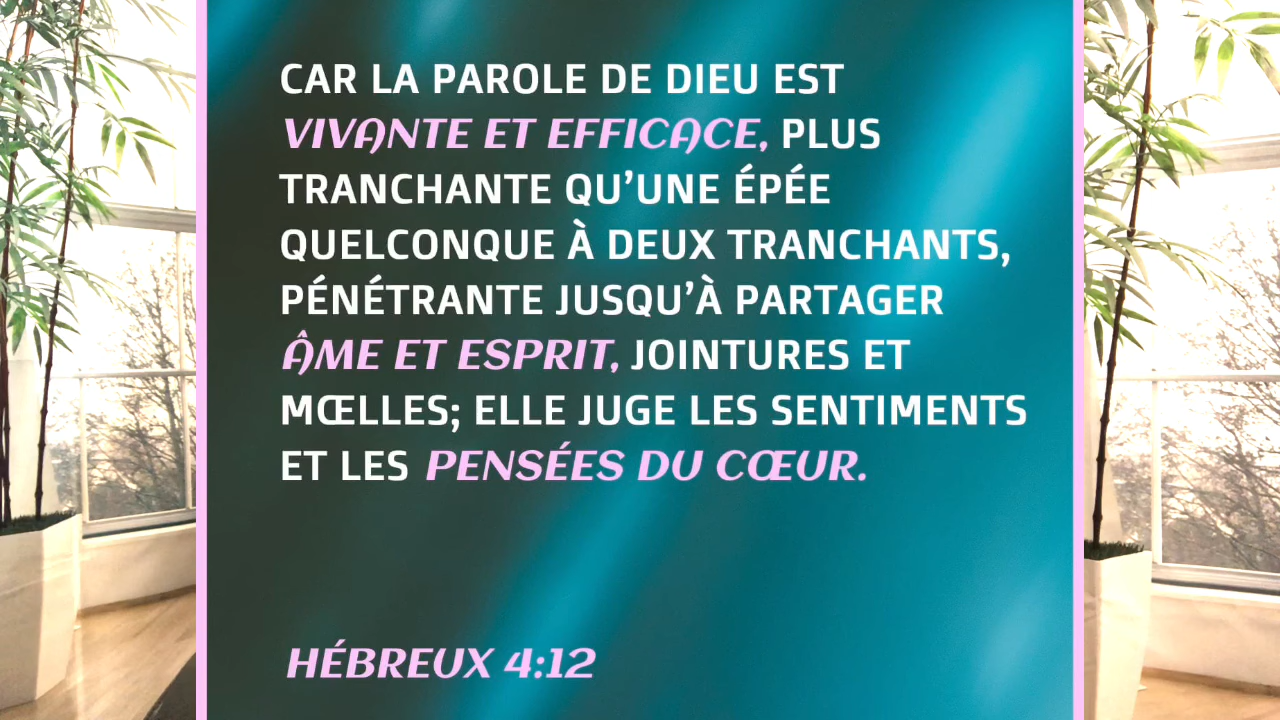 CAR LA PAROLE DE DIEU EST
VIVANTE ET EFFICACE, PLUS
TRANCHANTE QU’UNE ÉPÉE
QUELCONQUE À DEUX TRANCHANTS,
PÉNÉTRANTE JUSQU’À PARTAGER
ÂME ET ESPRIT, JOINTURES ET
MŒLLES; ELLE JUGE LES SENTIMENTS
ET LES PENSÉES DU CŒUR.
HÉBREUX 4:12